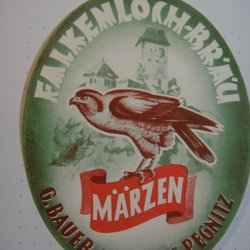 FALKENLOCH-BRÄU
MÄRZEN
G. BAUER PEGNITZ